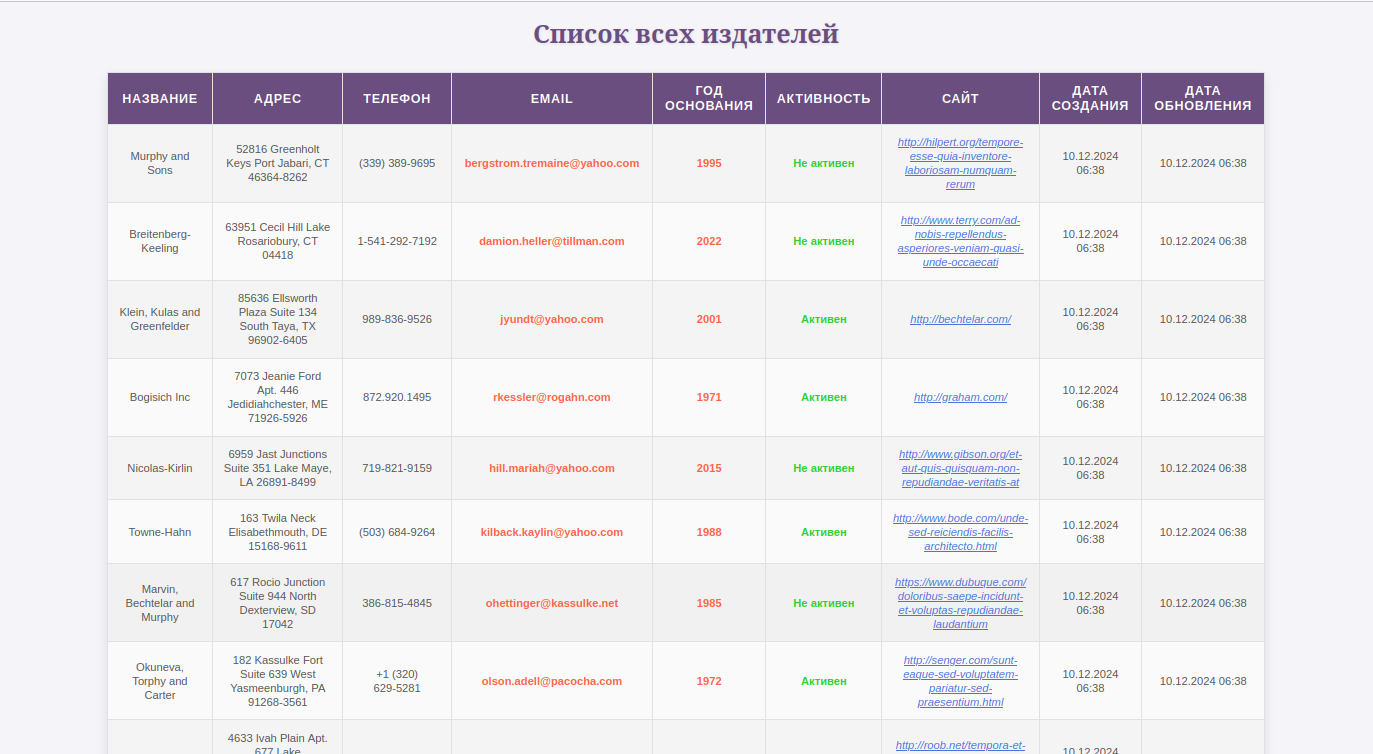 Список всех издателей
НАЗВАНИЕ
АДРЕС
ТЕЛЕФОН
EMAIL
ГОД
ОСНОВАНИЯ
АКТИВНОСТЬ
САЙТ
ДАТА
СОЗДАНИЯ
ДАТА
ОБНОВЛЕНИЯ
Murphy and
Sons
52816 Greenholt
Keys Port Jabari, CT
46364-8262
(339) 389-9695
bergstrom.tremaine@yahoo.com
1995
Не активен
http://hilpert.org/tempore-
esse-quia-inventore-
laboriosam-numquam-
rerum
10.12.2024
06:38
10.12.2024 06:38
Breitenberg-
Keeling
63951 Cecil Hill Lake
Rosariobury, CT
04418
1-541-292-7192
damion.heller@tillman.com
2022
Не активен
http://www.terry.com/ad-
nobis-repellendus-
asperiores-veniam-quasi-
unde-occaecati
10.12.2024
06:38
10.12.2024 06:38
Klein, Kulas and
Greenfelder
85636 Ellsworth
Plaza Suite 134
South Taya, TX
96902-6405
989-836-9526
jyundt@yahoo.com
2001
Активен
http://bechtelar.com/
10.12.2024
06:38
10.12.2024 06:38
Bogisich Inc
7073 Jeanie Ford
Apt. 446
Jedidiahchester, ME
71926-5926
872.920.1495
rkessler@rogahn.com
1971
Активен
http://graham.com/
10.12.2024
06:38
10.12.2024 06:38
Nicolas-Kirlin
6959 Jast Junctions
Suite 351 Lake Maye,
LA 26891-8499
719-821-9159
hill.mariah@yahoo.com
2015
Не активен
http://www.gibson.org/et-
aut-quis-quisquam-non-
repudiandae-veritatis-at
10.12.2024
06:38
10.12.2024 06:38
Towne-Hahn
163 Twila Neck
Elisabethmouth, DE
15168-9611
(503) 684-9264
kilback.kaylin@yahoo.com
1988
Активен
http://www.bode.com/unde-
sed-reiciendis-facilis-
architecto.html
10.12.2024
06:38
10.12.2024 06:38
Marvin,
Bechtelar and
Murphy
617 Rocio Junction
Suite 944 North
Dexterview, SD
17042
386-815-4845
ohettinger@kassulke.net
1985
Не активен
https://www.dubuque.com/
doloribus-saepe-incidunt-
et-voluptas-repudiandae-
laudantium
10.12.2024
06:38
10.12.2024 06:38
Okuneva,
Torphy and
Carter
182 Kassulke Fort
Suite 639 West
Yasmeenburgh, PA
91268-3561
+1 (320)
629-5281
olson.adell@pacocha.com
1972
Активен
http://senger.com/sunt-
eaque-sed-voluptatem-
pariatur-sed-
praesentium.html
10.12.2024
06:38
10.12.2024 06:38
4633 Ivah Plain Apt.
677 Lake
http://roob.net/tempora-et-
10.12.2024